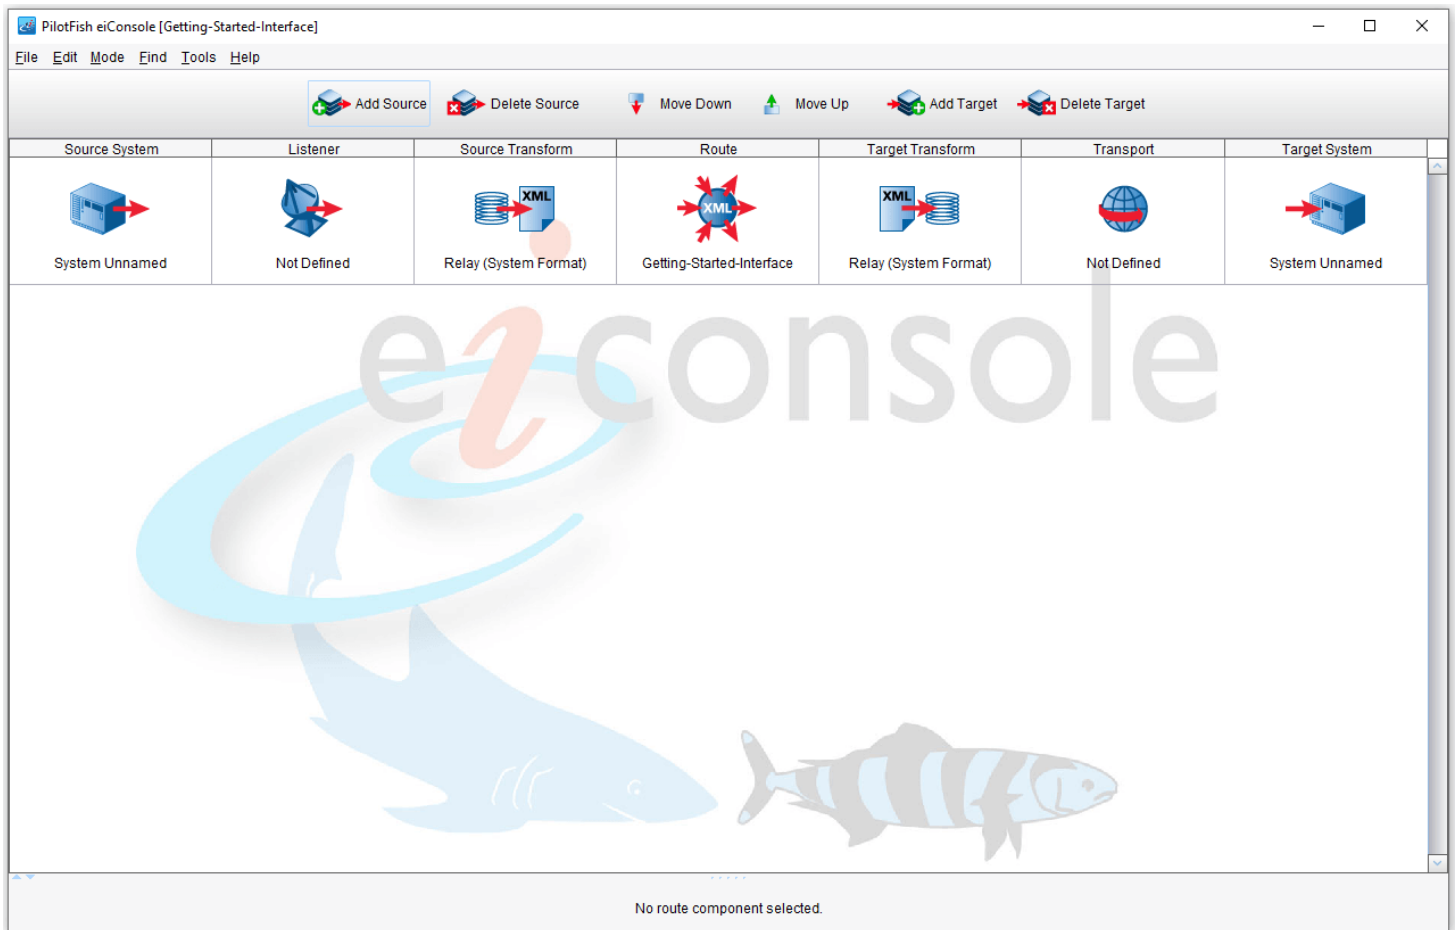 PilotFish eiConsole [Getting-Started-Interface]
File Edit Mode Find Tools Help
Add Source Delete Source Move Down Move Up Add Target Delete Target
Source System Listener Source Transform Route Target Transform Transport Target System
XML XML XML
System Unnamed Not Defined Relay (System Format) Getting-Started-Interface Relay (System Format) Not Defined System Unnamed
eiconsole
No route component selected.